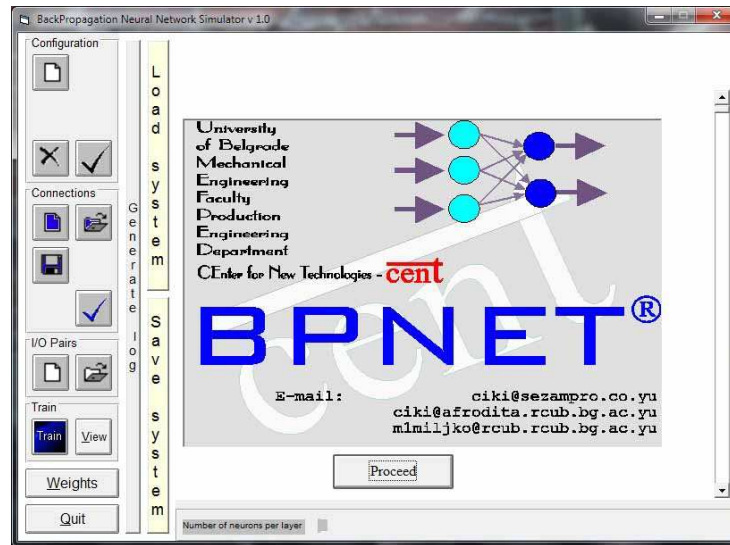 BackPropagation Neural Network Simulator v 1.0
Configuration
Connections
I/O Pairs
Train
Train
View
Weights
Quit
Generate log
Load system
Save system
University
of Belgrade
Mechanical
Engineering
Faculty
Production
Engineering
Department
CEnter for New Technologies - cent
cent
BPNET®
E-mail: ciki@sezampro.co.yu
ciki@afrodita.rcub.bg.ac.yu
m1miljko@rcub.rcub.bg.ac.yu
Proceed
Number of neurons per layer